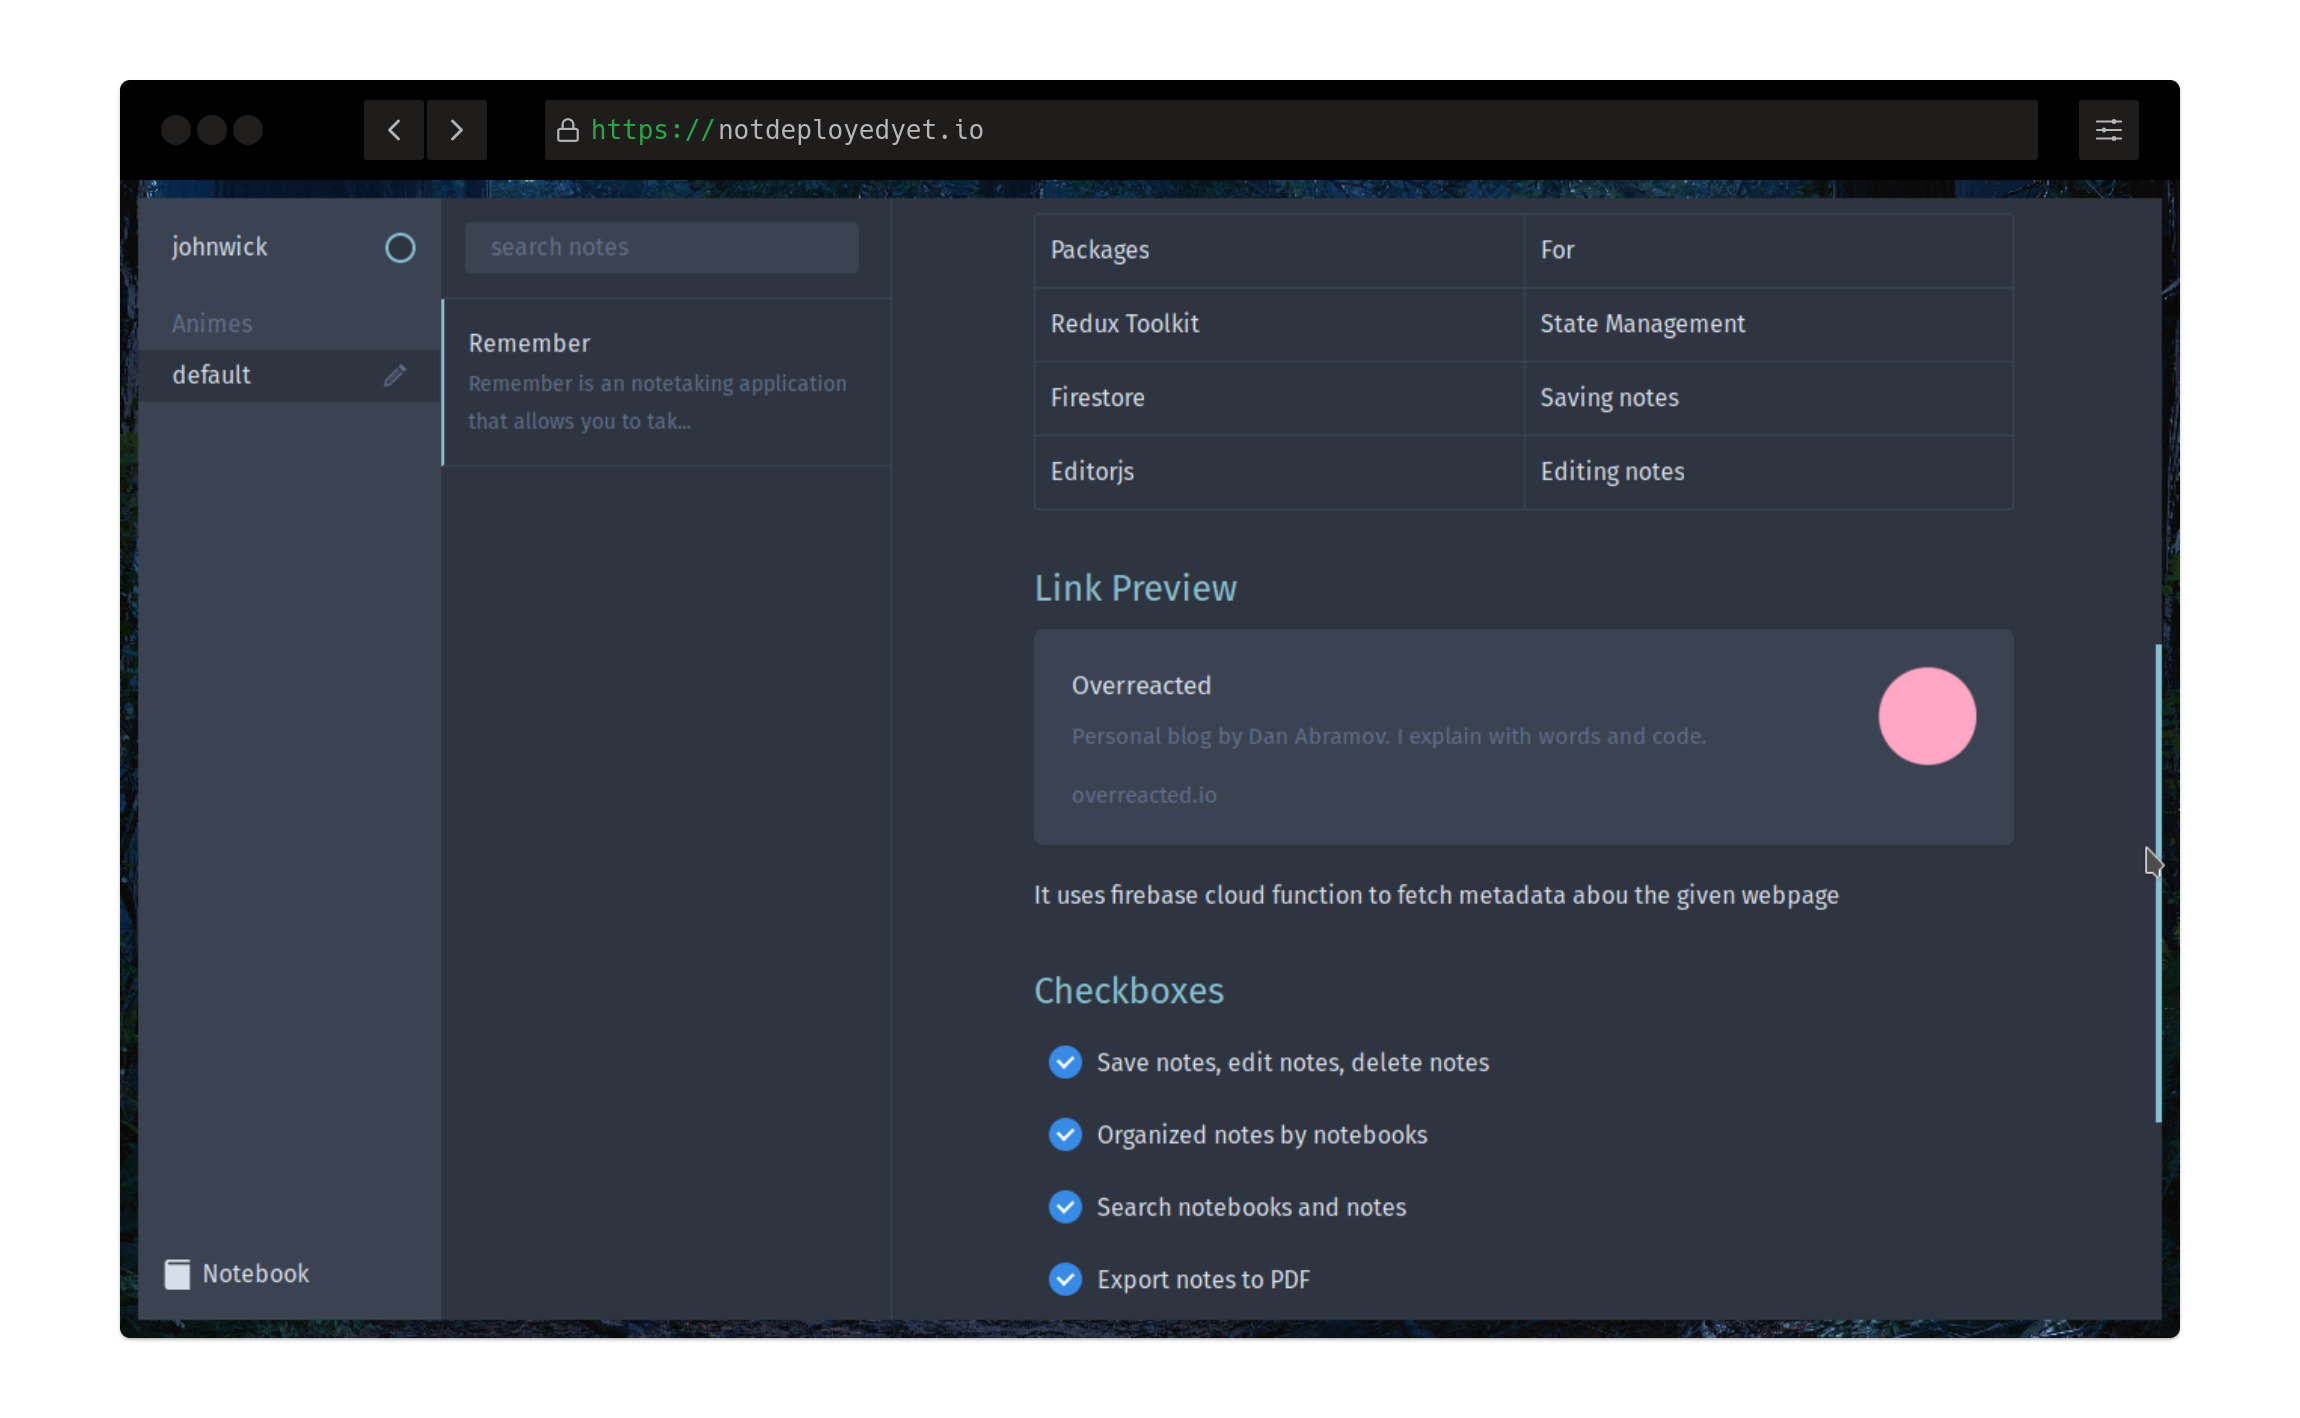 https://notdeployedyet.io
johnwick
Animes
default
Notebook
search notes
Remember
Remember is an notetaking application
that allows you to tak...
Packages For
Redux Toolkit State Management
Firestore Saving notes
Editorjs Editing notes
Link Preview
Overreacted
Personal blog by Dan Abramov. I explain with words and code.
overreacted.io
It uses firebase cloud function to fetch metadata abou the given webpage
Checkboxes
Save notes, edit notes, delete notes
Organized notes by notebooks
Search notebooks and notes
Export notes to PDF